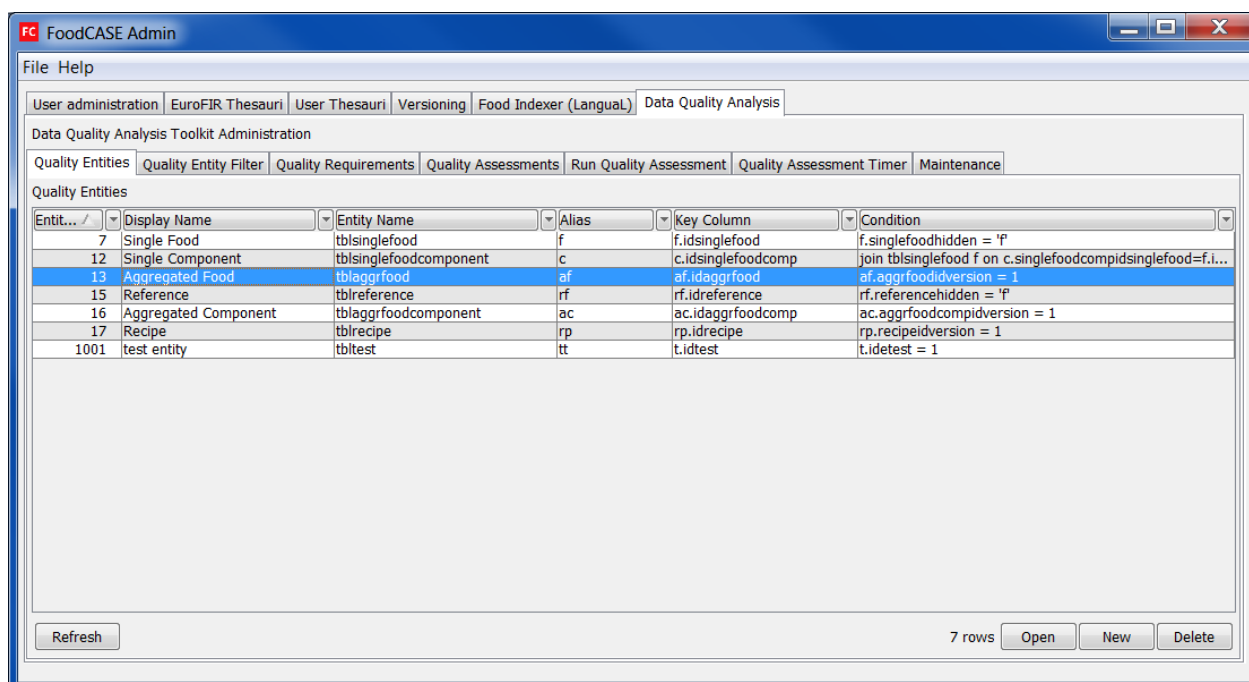 FC FoodCASE Admin
File Help
User administration EuroFIR Thesauri User Thesauri Versioning Food Indexer (LanguaL) Data Quality Analysis
Data Quality Analysis Toolkit Administration
Quality Entities Quality Entity Filter Quality Requirements Quality Assessments Run Quality Assessment Quality Assessment Timer Maintenance
Quality Entities
Entit... Display Name Entity Name Alias Key Column Condition
7 Single Food tblsinglefood f f.idsinglefood f.singlefoodhidden = 'f'
12 Single Component tblsinglefoodcomponent c c.idsinglefoodcomp join tblsinglefood f on c.singlefoodcompidsinglefood=f.i...
13 Aggregated Food tblaggrfood af af.idaggrfood af.aggrfoodidversion = 1
15 Reference tblreference rf rf.idreference rf.referencehidden = 'f'
16 Aggregated Component tblaggrfoodcomponent ac ac.idaggrfoodcomp ac.aggrfoodcompidversion = 1
17 Recipe tblrecipe rp rp.idrecipe rp.recipeidversion = 1
1001 test entity tbltest tt t.idtest t.idetest = 1
Refresh 7 rows Open New Delete